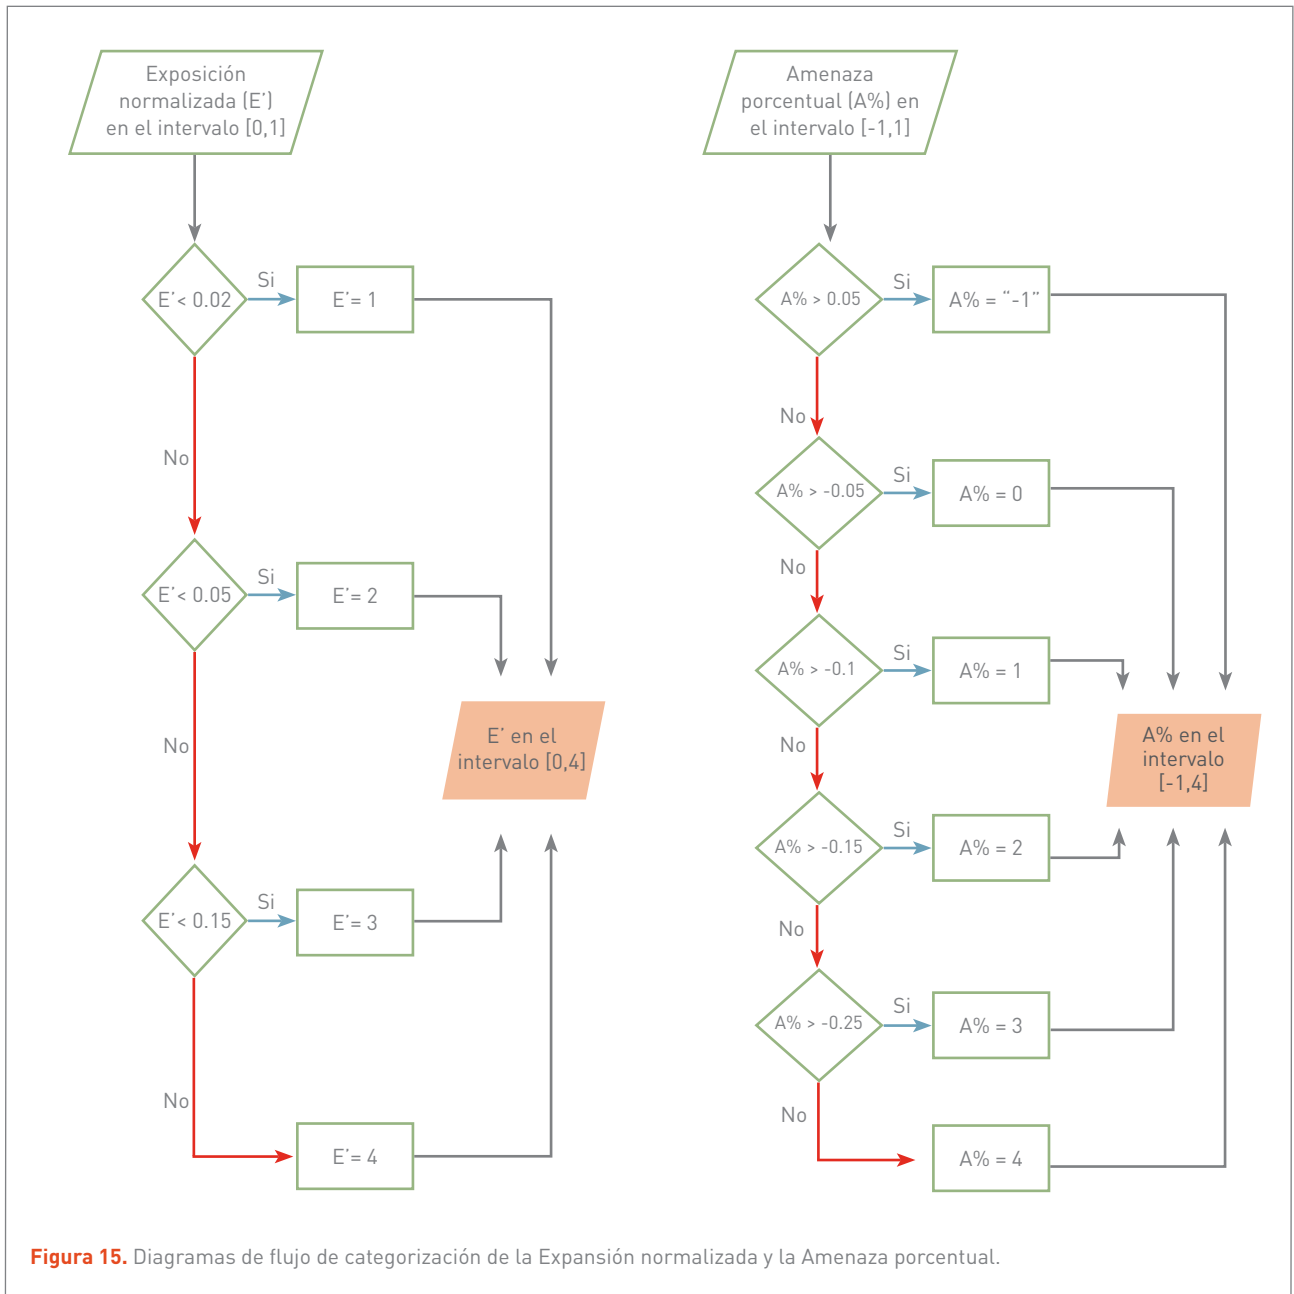 Exposición
normalizada (E’)
en el intervalo [0,1]
E’< 0.02
Si
E’= 1
No
E’< 0.05
Si
E’= 2
No
E’ en el
intervalo [0,4]
E’< 0.15
Si
E’= 3
No
E’= 4
Amenaza
porcentual (A%) en
el intervalo [-1,1]
A% > 0.05
Si
A% = “-1”
No
A% > -0.05
Si
A% = 0
No
A% > -0.1
Si
A% = 1
No
A% en el
intervalo
[-1,4]
A% > -0.15
Si
A% = 2
No
A% > -0.25
Si
A% = 3
No
A% = 4
Figura 15. Diagramas de flujo de categorización de la Expansión normalizada y la Amenaza porcentual.